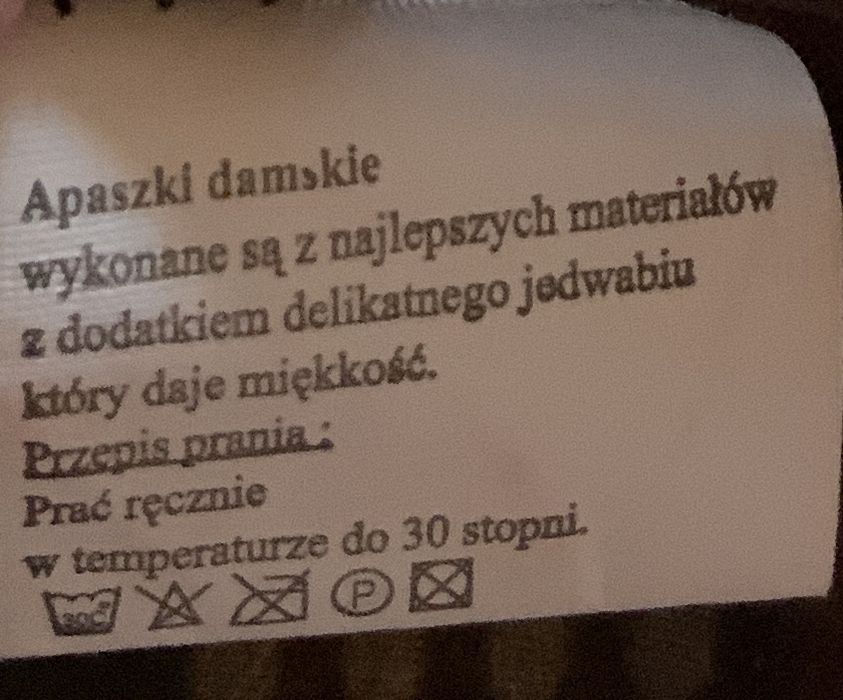 Apaszki damskie
wykonane są z najlepszych materiałów
z dodatkiem delikatnego jedwabiu
który daje miękkość.
Przepis prania :
Prać ręcznie
w temperaturze do 30 stopni.
30C P